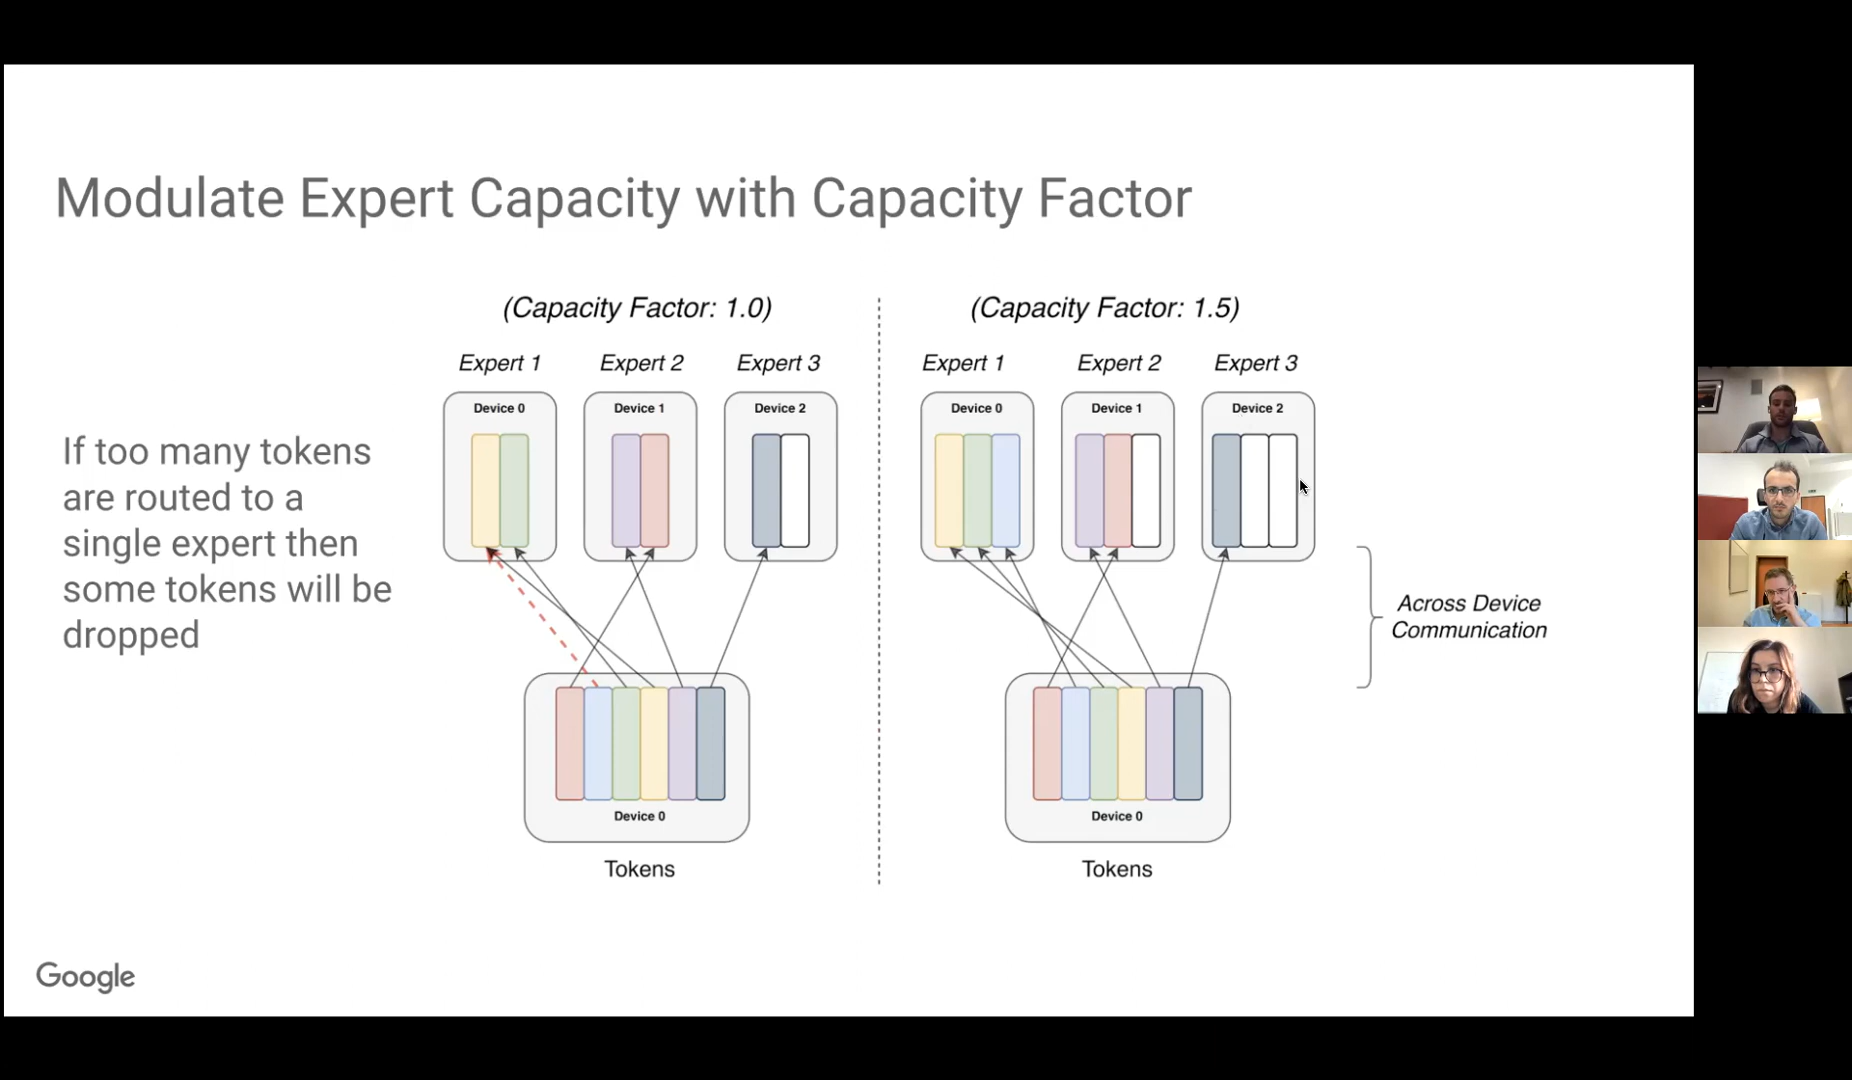 Modulate Expert Capacity with Capacity Factor
If too many tokens
are routed to a
single expert then
some tokens will be
dropped
(Capacity Factor: 1.0)
Expert 1 Expert 2 Expert 3
Device 0 Device 1 Device 2
Device 0
Tokens
(Capacity Factor: 1.5)
Expert 1 Expert 2 Expert 3
Device 0 Device 1 Device 2
Device 0
Tokens
Across Device
Communication
Google